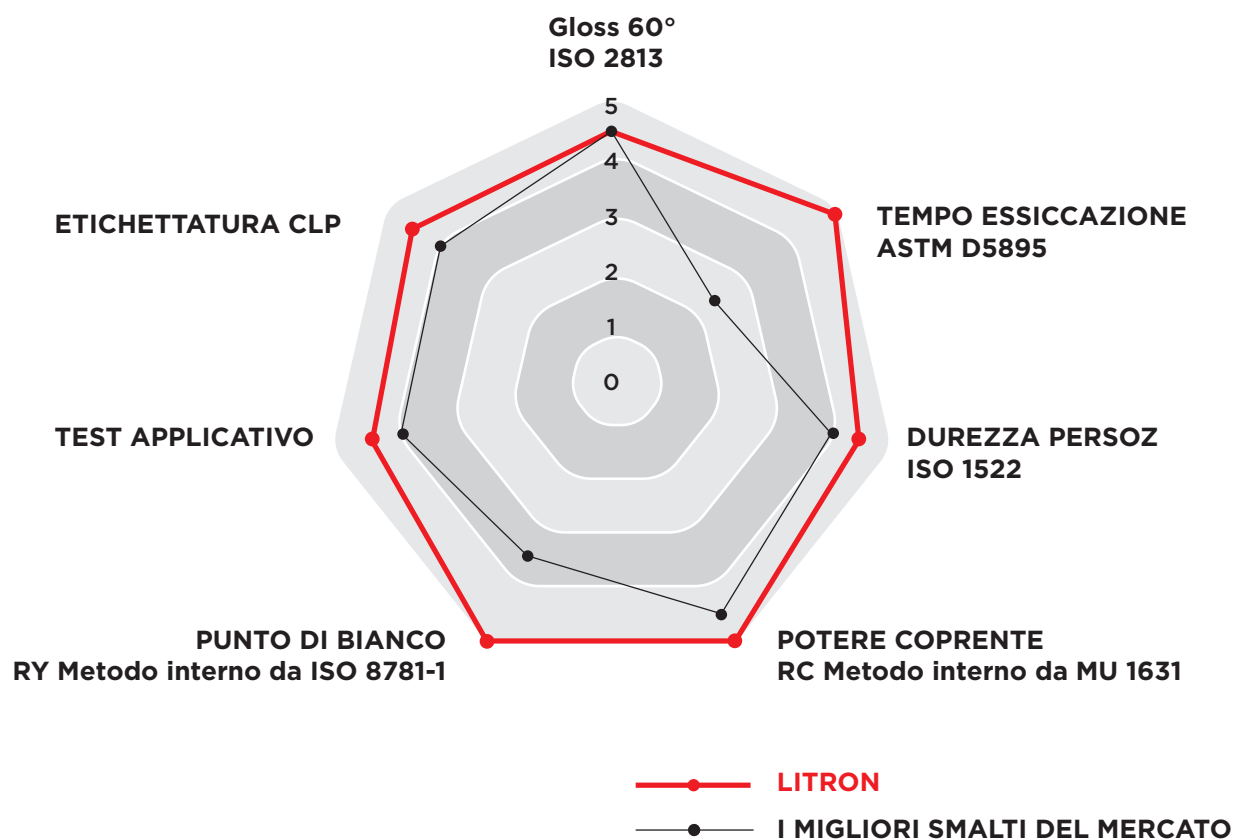 Gloss 60°
ISO 2813
5
4
3
2
1
0
TEMPO ESSICCAZIONE
ASTM D5895
DUREZZA PERSOZ
ISO 1522
POTERE COPRENTE
RC Metodo interno da MU 1631
PUNTO DI BIANCO
RY Metodo interno da ISO 8781-1
TEST APPLICATIVO
ETICHETTATURA CLP
LITRON
I MIGLIORI SMALTI DEL MERCATO